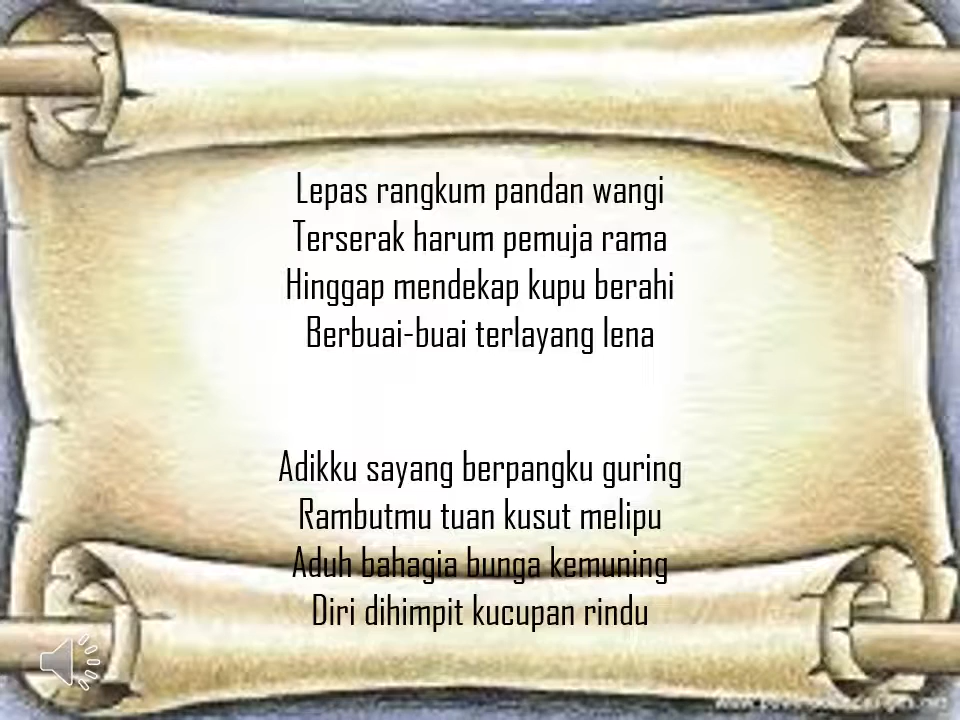 Lepas rangkum pandan wangi
Terserak harum pemuja rama
Hinggap mendekap kupu berahi
Berbuai-buai terlayang lena
Adikku sayang berpangku guring
Rambutmu tuan kusut melipu
Aduh bahagia bunga kemuning
Diri dihimpit kucupan rindu